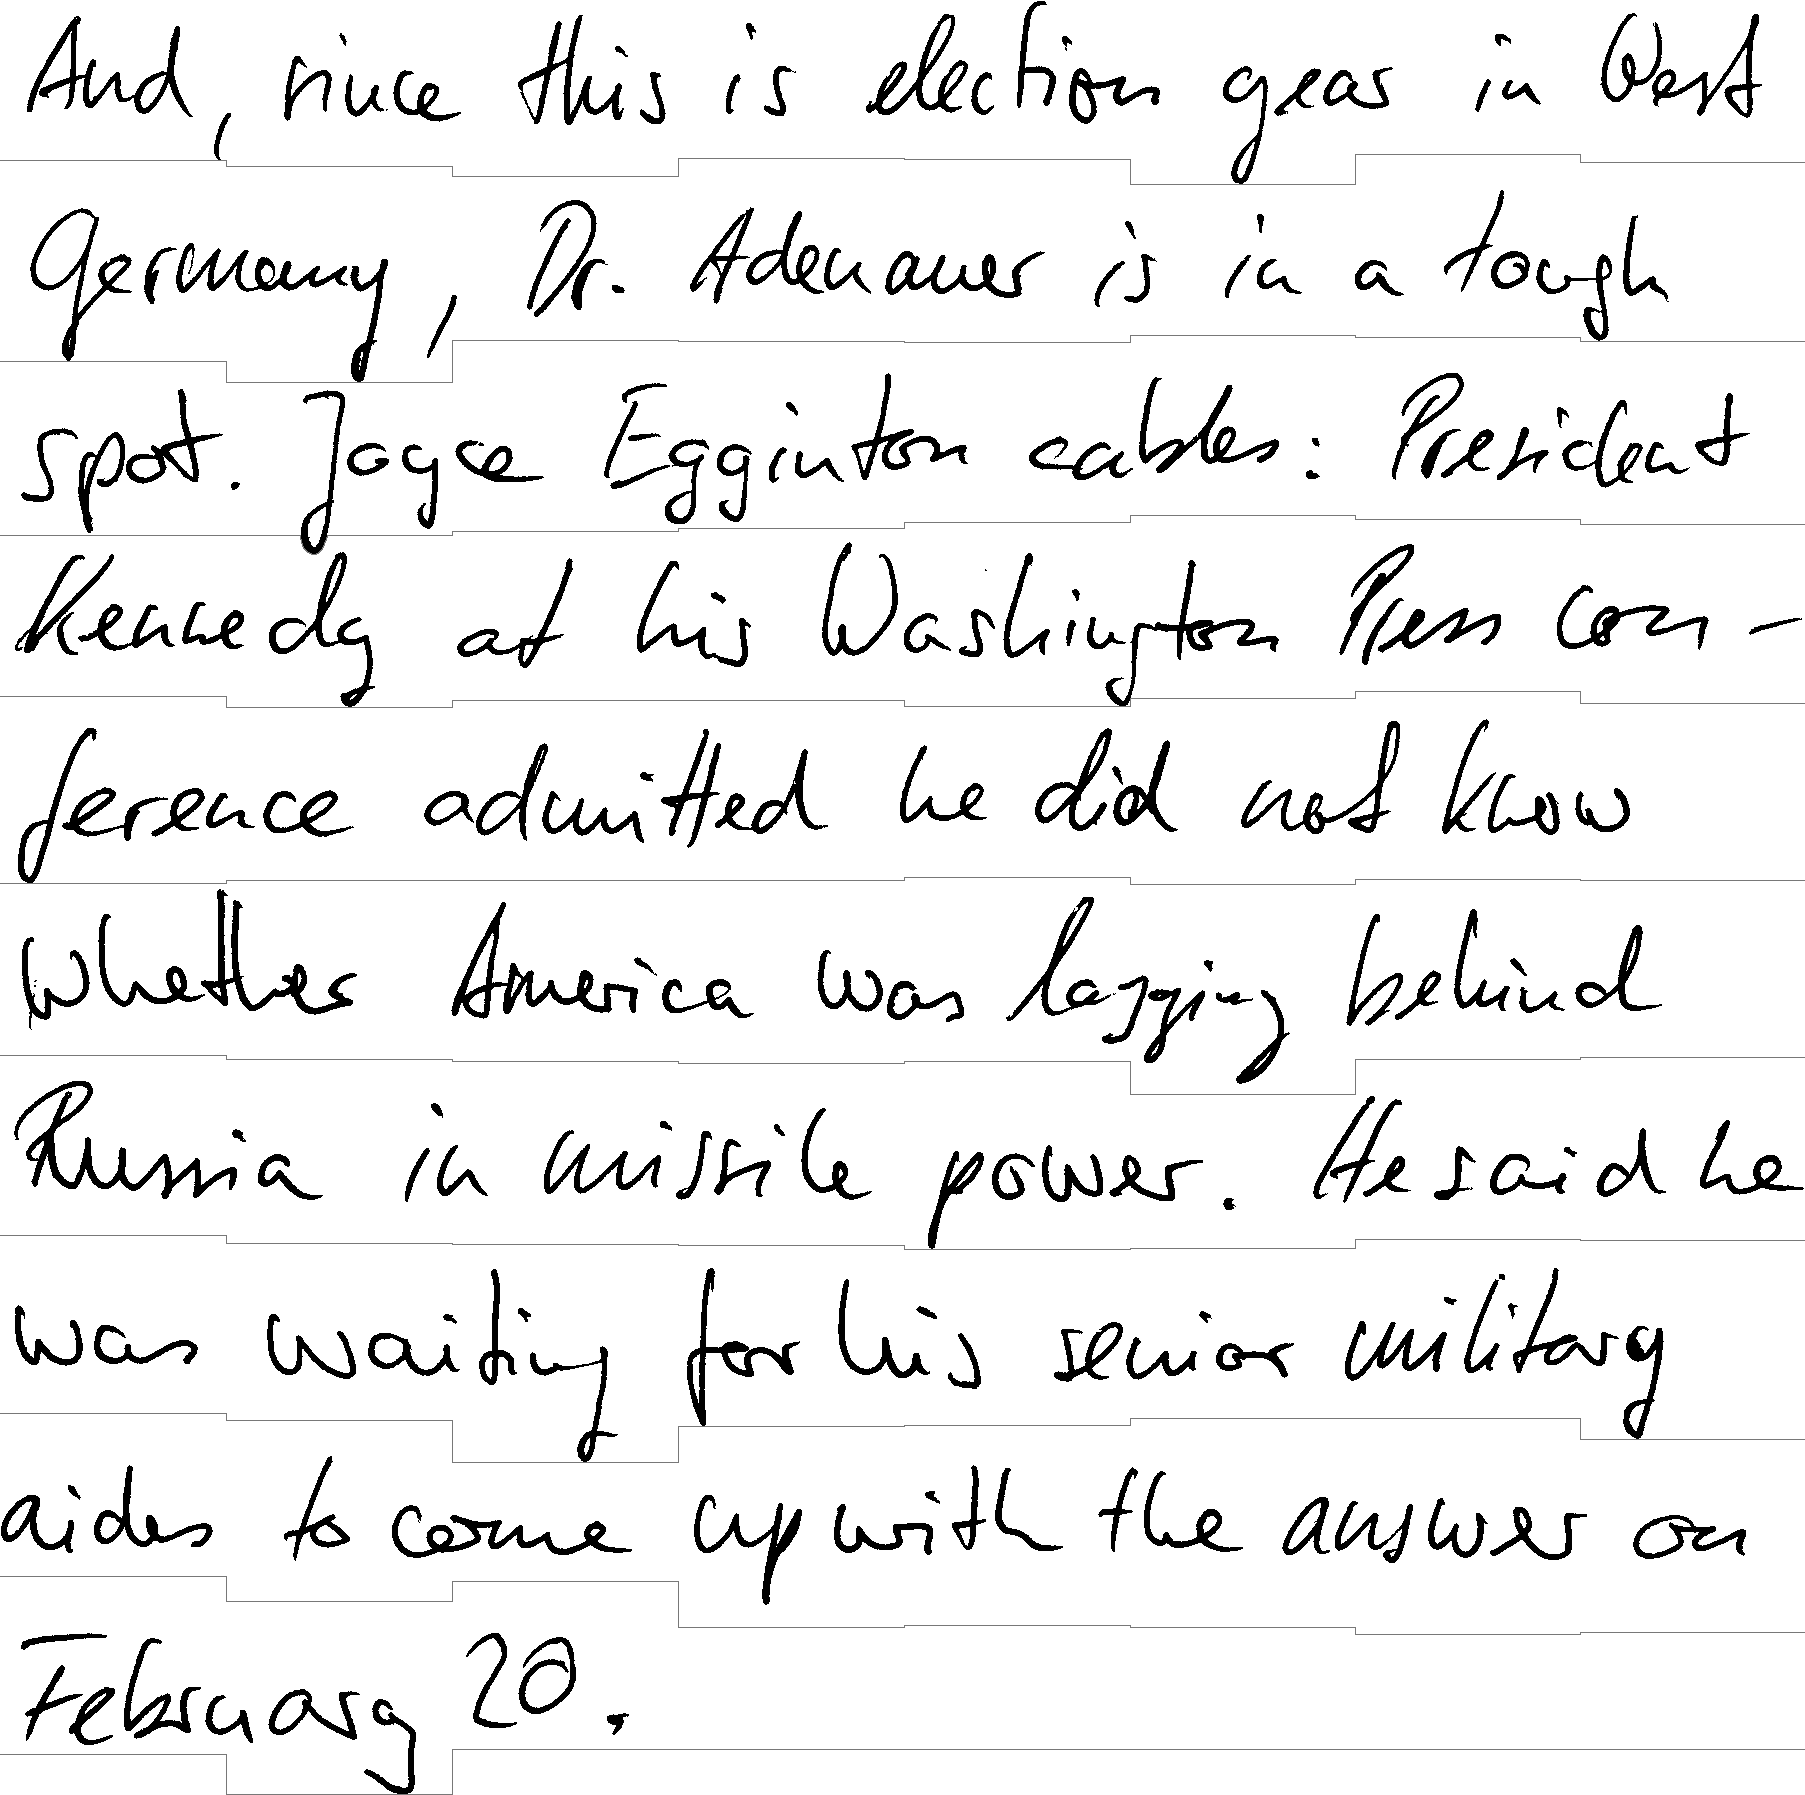 And, since this is election year in West
Germany, Dr. Adenauer is in a tough
spot. Joyce Egginton cables: President
Kennedy at his Washington Press con-
ference admitted he did not know
whether America was lagging behind
Russia in missile power. He said he
was waiting for his senior military
aides to come up with the answer on
February 20.